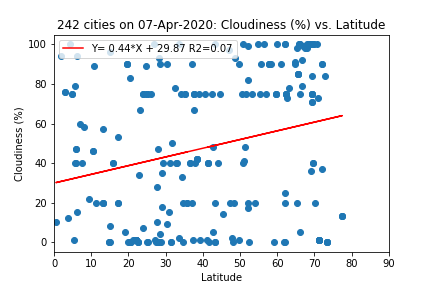 242 cities on 07-Apr-2020: Cloudiness (%) vs. Latitude
Y= 0.44*X + 29.87 R2=0.07
100
80
60
40
20
0
Cloudiness (%)
0 10 20 30 40 50 60 70 80 90
Latitude